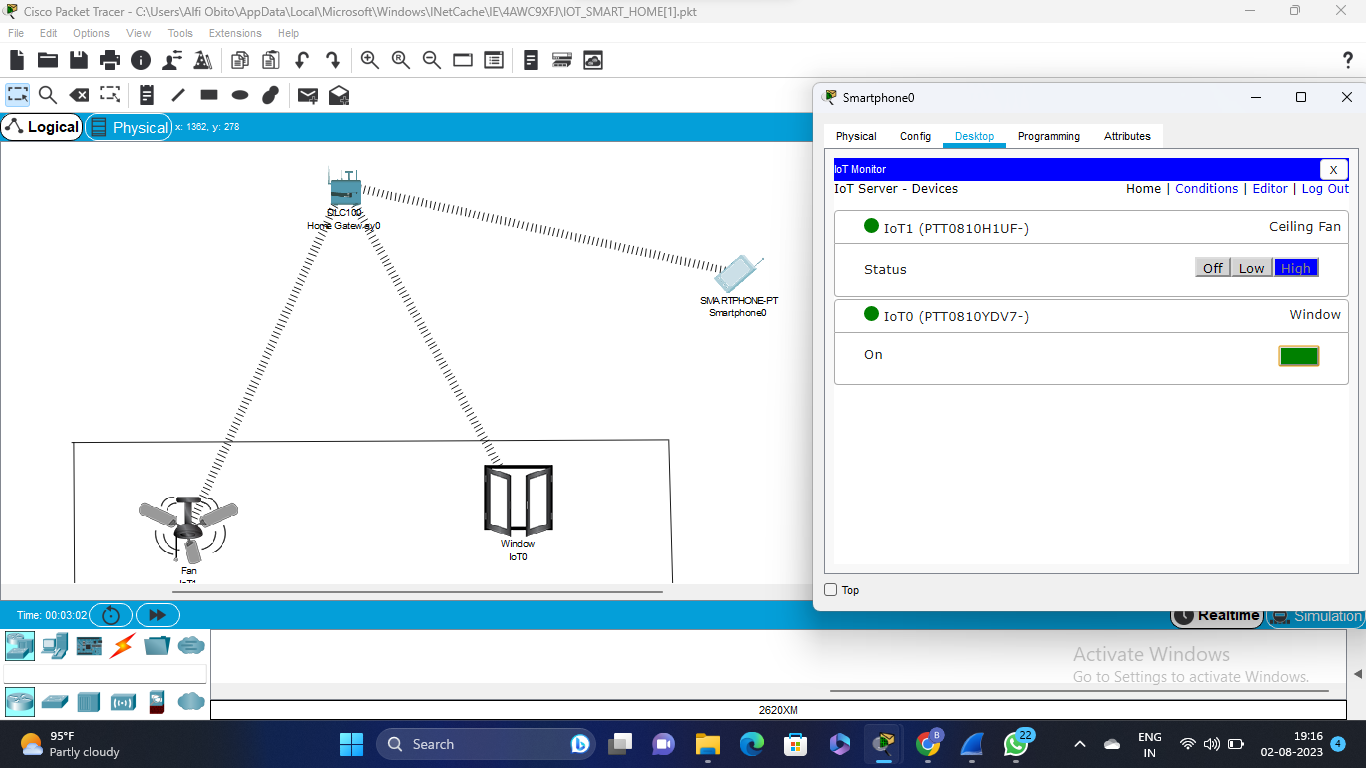 Cisco Packet Tracer - C:\Users\Alfi Obito\AppData\Local\Microsoft\Windows\INetCache\IE\4AWC9XFJ\IOT_SMART_HOME[1].pkt
File Edit Options View Tools Extensions Help
Logical Physical x: 1362, y: 278
Home Gateway0
SMARTPHONE-PT
Smartphone0
Window
IoT0
Fan
IoT1
Smartphone0
Physical Config Desktop Programming Attributes
IoT Monitor X
IoT Server - Devices Home | Conditions | Editor | Log Out
IoT1 (PTT0810H1UF-) Ceiling Fan
Status Off Low High
IoT0 (PTT0810YDV7-) Window
On
Top
Time: 00:03:02 Realtime Simulation
Activate Windows
Go to Settings to activate Windows.
2620XM
95°F
Partly cloudy
Search
B
22
ENG
IN
19:16
02-08-2023
4